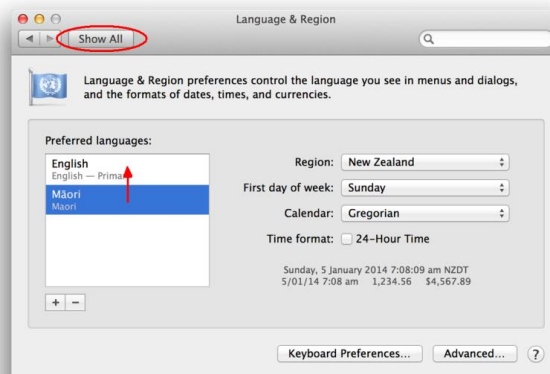 Language & Region
Show All
Language & Region preferences control the language you see in menus and dialogs,
and the formats of dates, times, and currencies.
Preferred languages:
English
English — Primar
Māori
Maori
Region: New Zealand
First day of week: Sunday
Calendar: Gregorian
Time format: 24-Hour Time
Sunday, 5 January 2014 7:08:09 am NZDT
5/01/14 7:08 am 1,234.56 $4,567.89
+ −
Keyboard Preferences... Advanced... ?